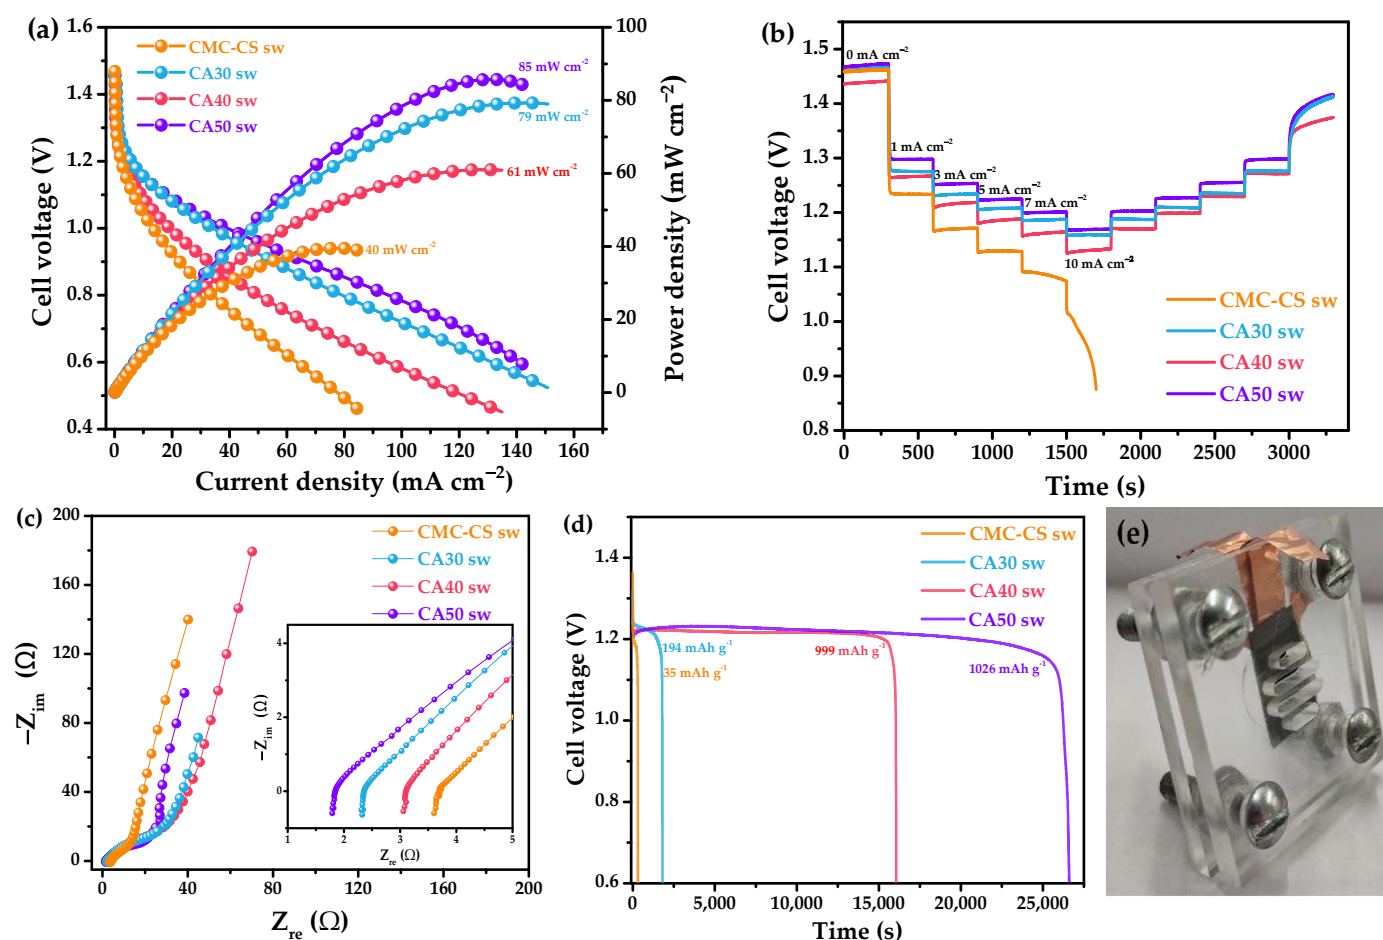 (a)
CMC-CS sw
CA30 sw
CA40 sw
CA50 sw
85 mW cm⁻²
79 mW cm⁻²
61 mW cm⁻²
40 mW cm⁻²
1.6
1.4
1.2
1.0
0.8
0.6
0.4
Cell voltage (V)
100
80
60
40
20
0
Power density (mW cm⁻²)
0 20 40 60 80 100 120 140 160
Current density (mA cm⁻²)
(b)
0 mA cm⁻²
1 mA cm⁻²
3 mA cm⁻²
5 mA cm⁻²
7 mA cm⁻²
10 mA cm⁻²
CMC-CS sw
CA30 sw
CA40 sw
CA50 sw
1.5
1.4
1.3
1.2
1.1
1.0
0.9
0.8
Cell voltage (V)
0 500 1000 1500 2000 2500 3000
Time (s)
(c)
CMC-CS sw
CA30 sw
CA40 sw
CA50 sw
200
160
120
80
40
0
−Z_im (Ω)
0 40 80 120 160 200
Z_re (Ω)
4
2
0
−Z_im (Ω)
1 2 3 4 5
Z_re (Ω)
(d)
CMC-CS sw
CA30 sw
CA40 sw
CA50 sw
194 mAh g⁻¹
35 mAh g⁻¹
999 mAh g⁻¹
1026 mAh g⁻¹
1.4
1.2
1.0
0.8
0.6
Cell voltage (V)
0 5,000 10,000 15,000 20,000 25,000
Time (s)
(e)